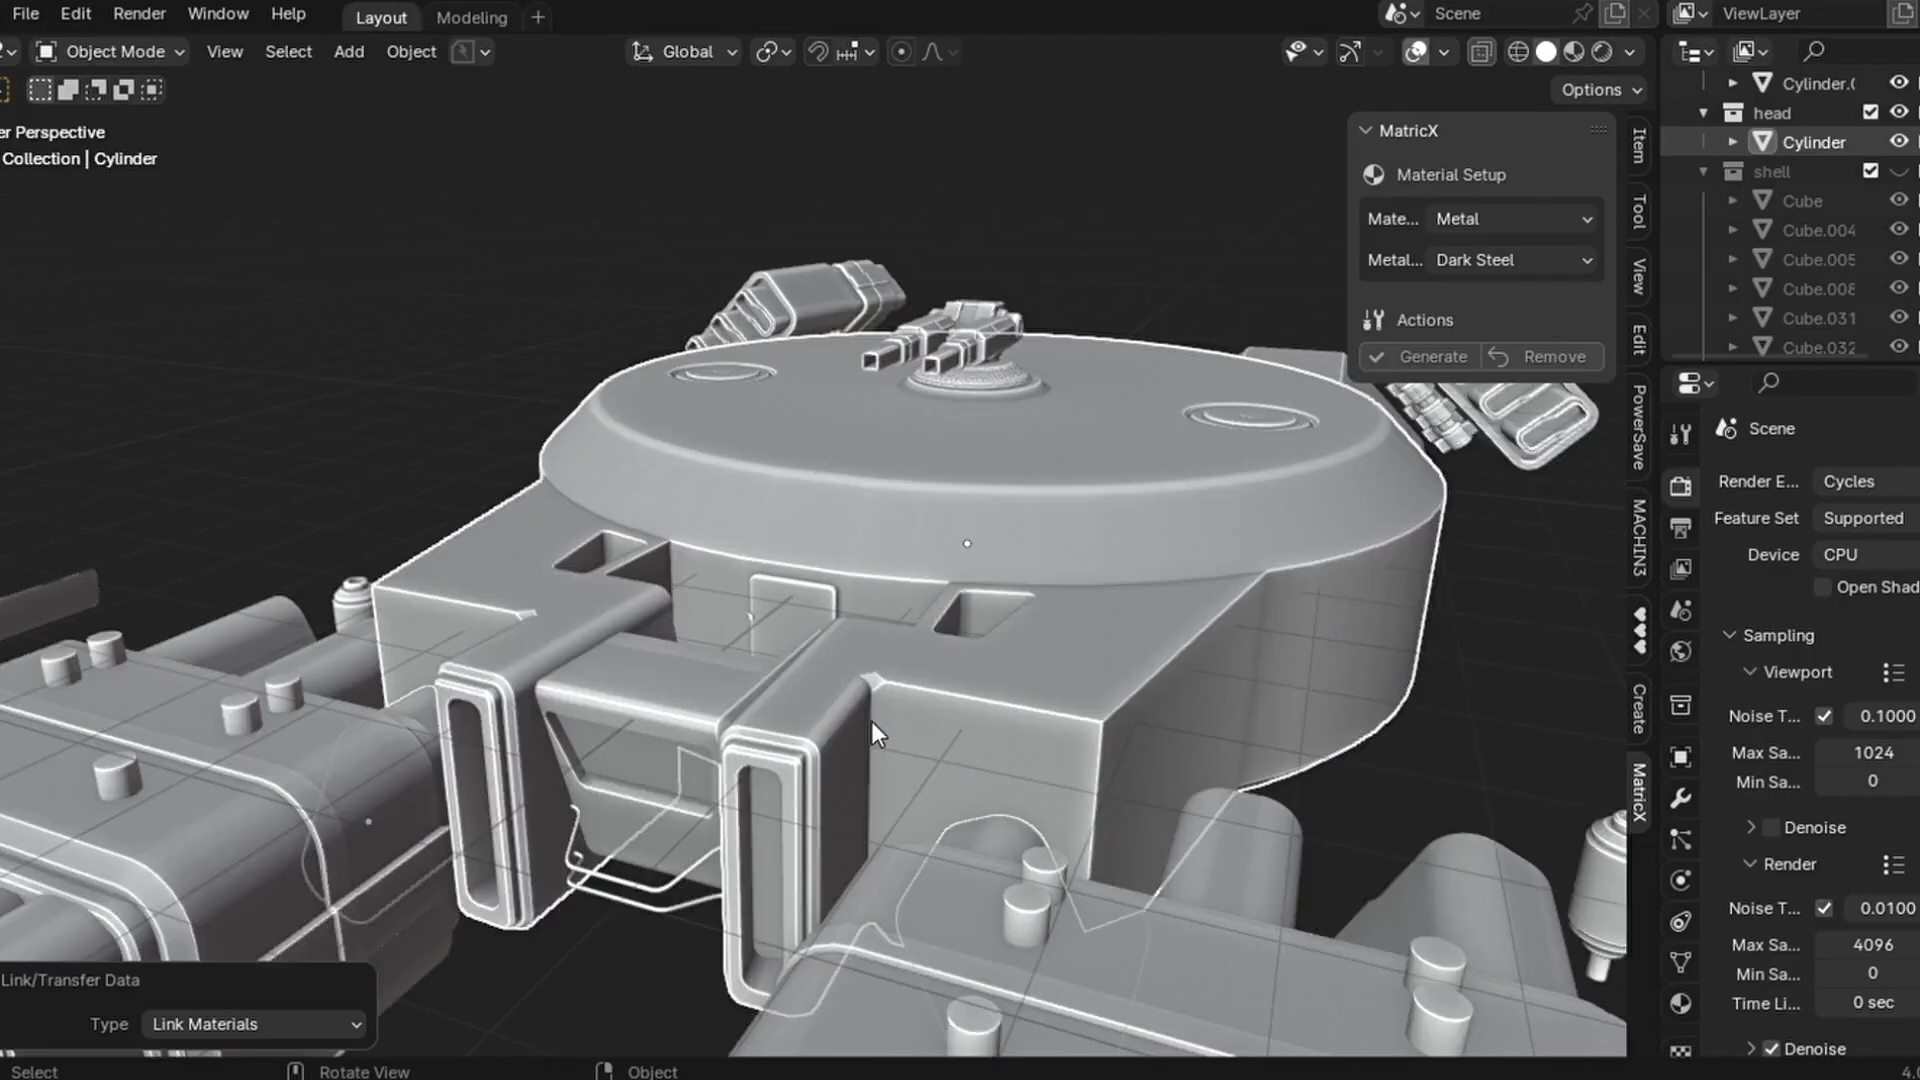 File Edit Render Window Help Layout Modeling + Scene ViewLayer
Object Mode View Select Add Object Global
Options
er Perspective
Collection | Cylinder
MatricX
Material Setup
Mate... Metal
Metal... Dark Steel
Actions
Generate Remove
Item
Tool
View
Edit
PowerSave
MACHIN3
♥♥♥
Create
MatricX
Cylinder.(
head
Cylinder
shell
Cube
Cube.004
Cube.005
Cube.008
Cube.031
Cube.032
Scene
Render E... Cycles
Feature Set Supported
Device CPU
Open Shad
Sampling
Viewport
Noise T... 0.1000
Max Sa... 1024
Min Sa... 0
Denoise
Render
Noise T... 0.0100
Max Sa... 4096
Min Sa... 0
Time Li... 0 sec
Denoise
Link/Transfer Data
Type Link Materials
Select Rotate View Object 4.